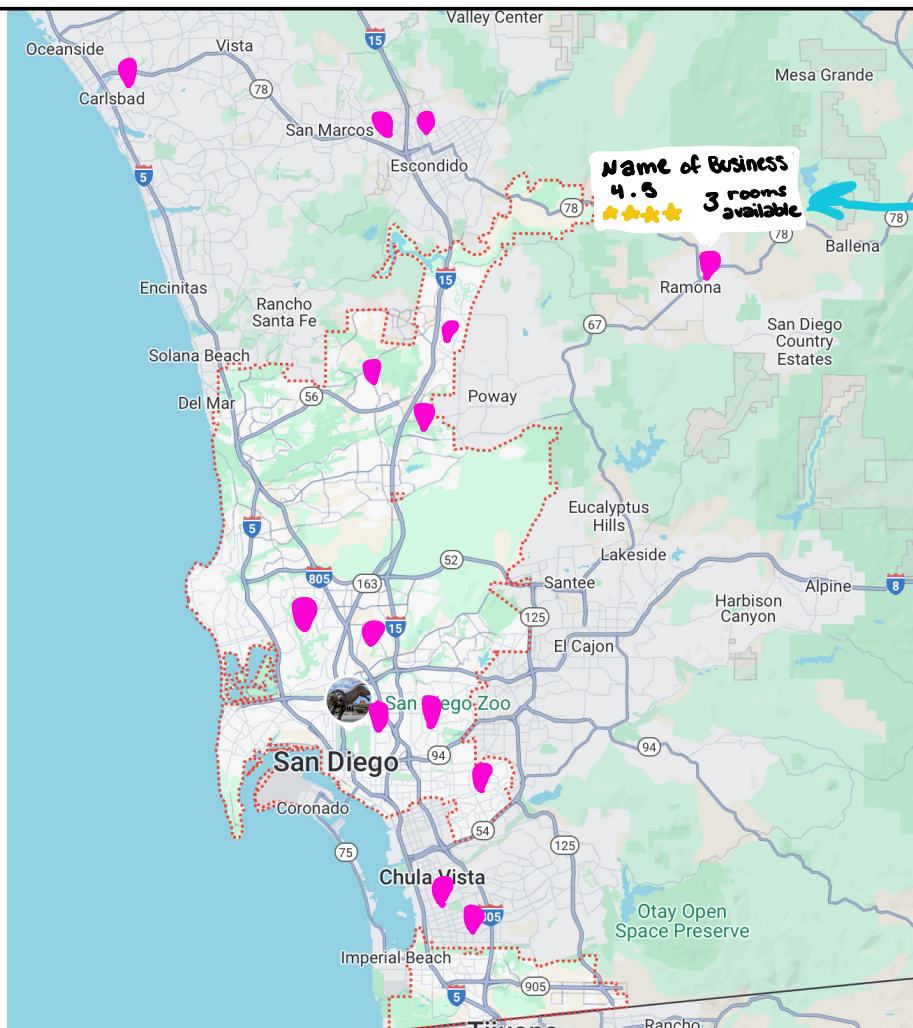 Valley Center
Oceanside
Vista
15
Mesa Grande
78
Carlsbad
San Marcos
Escondido
5
Name of Business
4.5
3 rooms
available
78
78
78
Ballena
15
Ramona
Encinitas
Rancho
Santa Fe
67
San Diego
Country
Estates
Solana Beach
56
Poway
Del Mar
Eucalyptus
Hills
5
Lakeside
52
805
163
Santee
Alpine
8
Harbison
Canyon
125
15
El Cajon
San Diego Zoo
94
94
San Diego
Coronado
54
75
125
Chula Vista
805
Otay Open
Space Preserve
Imperial Beach
905
5
Tijuana
Rancho